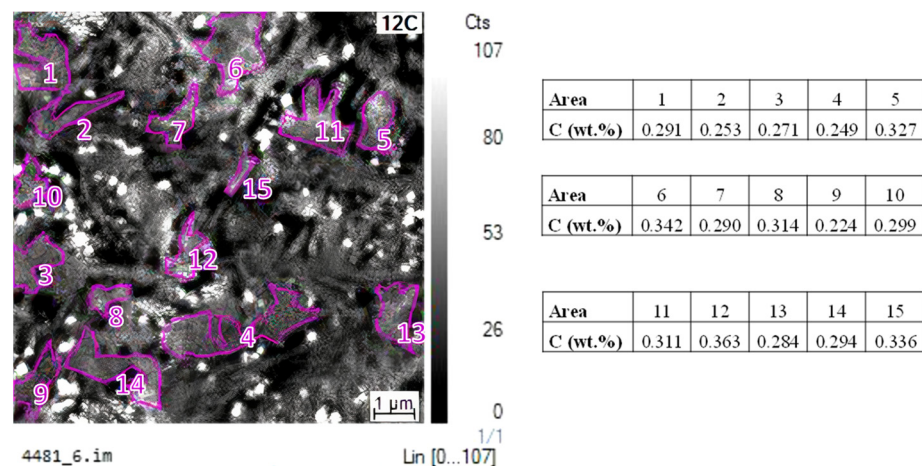 12C
1
2
3
4
5
6
7
8
9
10
11
12
13
14
15
1 µm
4481_6.im
Cts
107
80
53
26
0
1/1
Lin [0...107]
Area 1 2 3 4 5
C (wt.%) 0.291 0.253 0.271 0.249 0.327
Area 6 7 8 9 10
C (wt.%) 0.342 0.290 0.314 0.224 0.299
Area 11 12 13 14 15
C (wt.%) 0.311 0.363 0.284 0.294 0.336